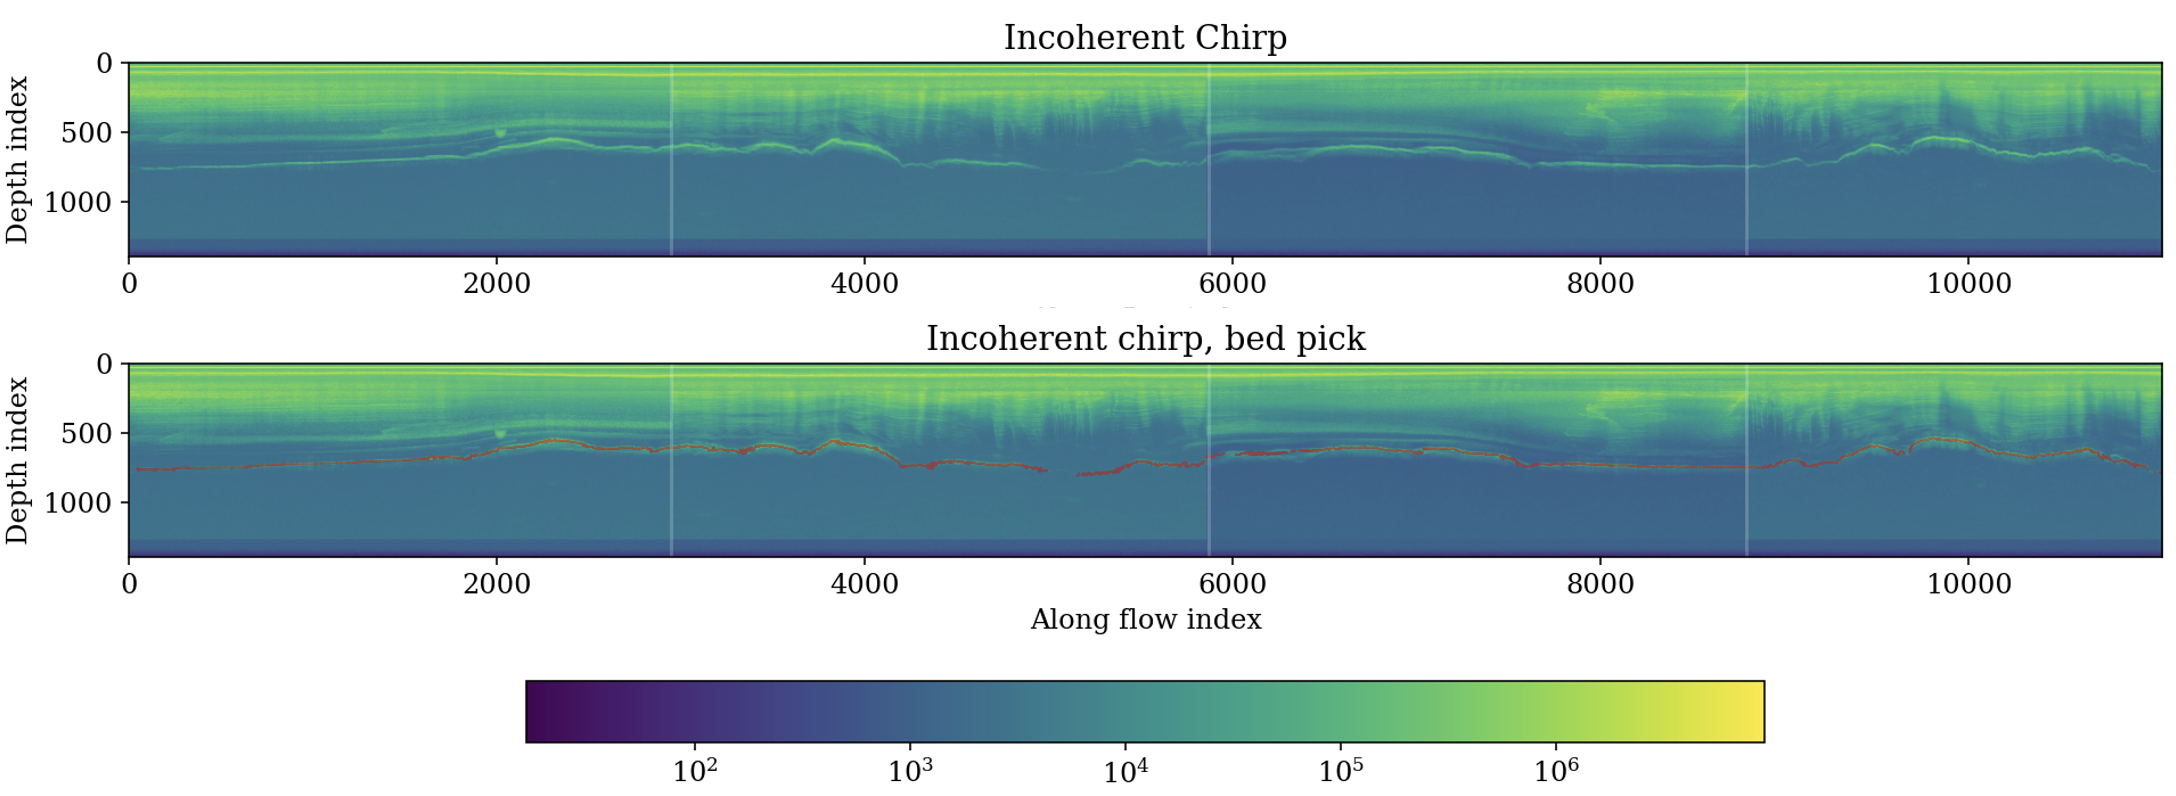 Incoherent Chirp
Depth index
0
500
1000
0 2000 4000 6000 8000 10000
Incoherent chirp, bed pick
Depth index
0
500
1000
0 2000 4000 6000 8000 10000
Along flow index
10² 10³ 10⁴ 10⁵ 10⁶